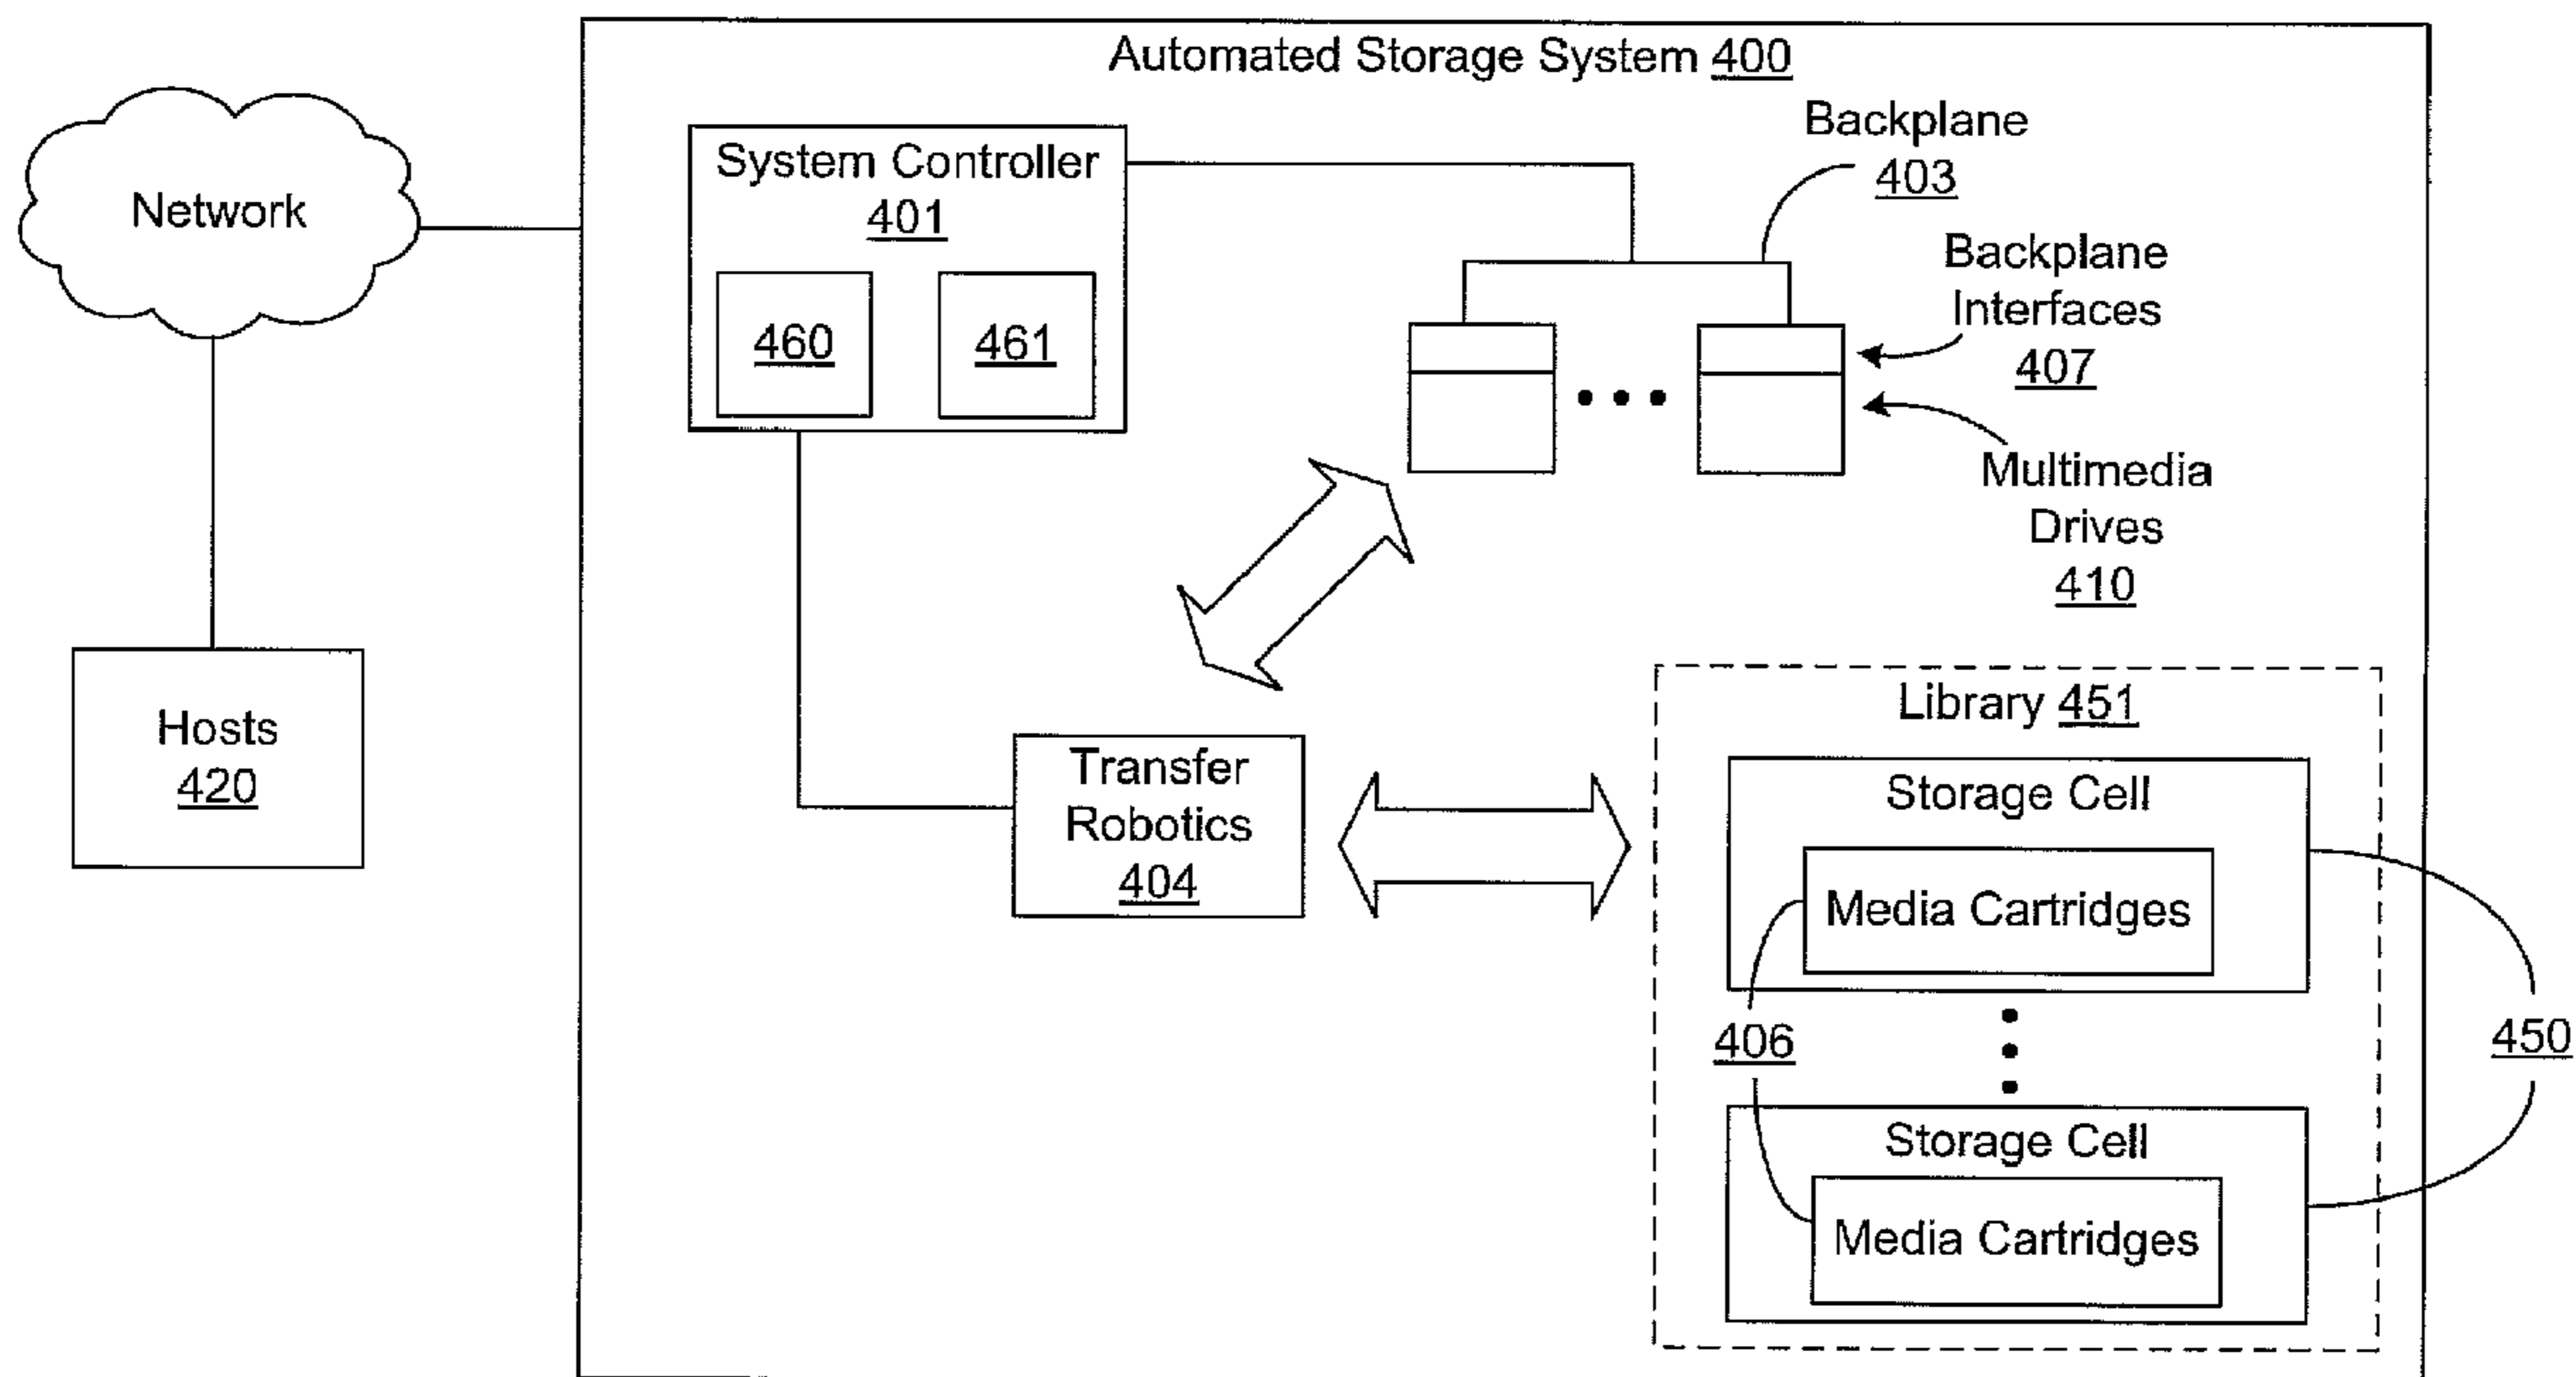 Automated Storage System 400
Network
System Controller
401
460
461
Backplane
403
Backplane
Interfaces
407
Multimedia
Drives
410
Hosts
420
Transfer
Robotics
404
Library 451
Storage Cell
Media Cartridges
406
450
Storage Cell
Media Cartridges